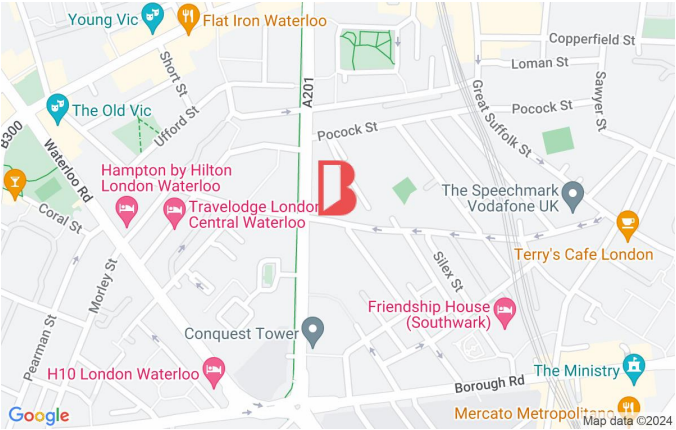 Young Vic
Flat Iron Waterloo
Copperfield St
Loman St
Short St
A201
Great Suffolk St
Sawyer St
The Old Vic
Ufford St
Pocock St
Pocock St
B300
Waterloo Rd
Hampton by Hilton
London Waterloo
The Speechmark
Vodafone UK
Travelodge London
Central Waterloo
B
Coral St
Terry's Cafe London
Silex St
Morley St
Friendship House
(Southwark)
Pearman St
Conquest Tower
H10 London Waterloo
The Ministry
Borough Rd
Google
Mercato Metropolitano
Map data ©2024